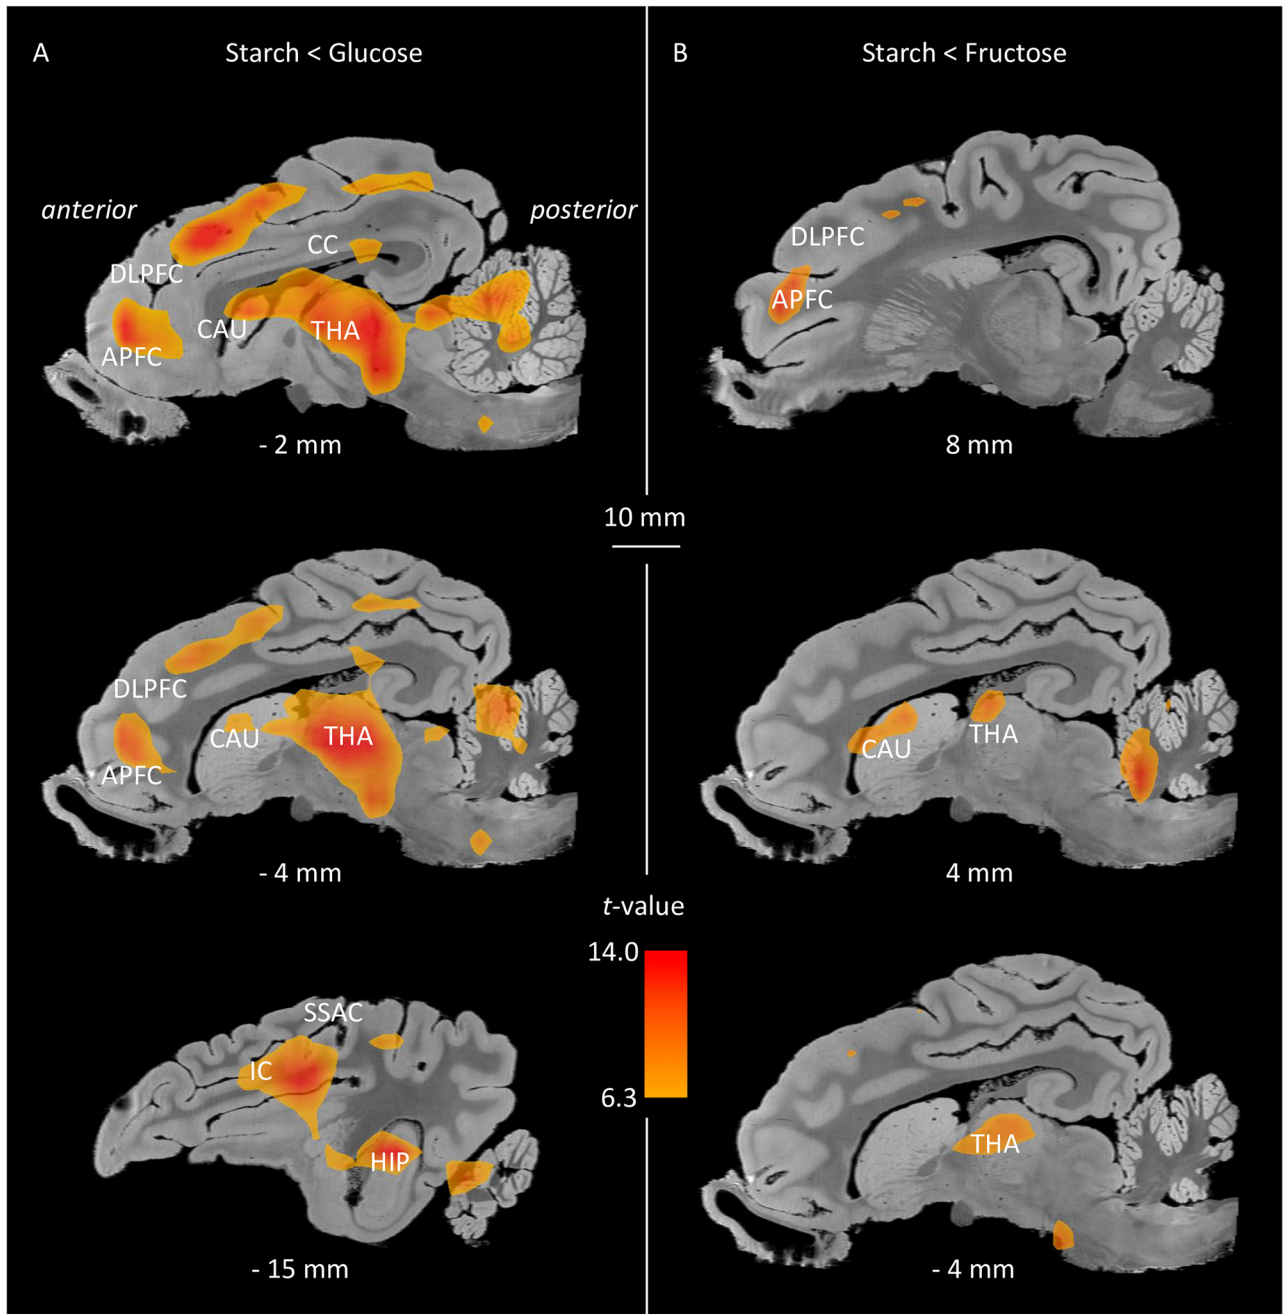 A
Starch < Glucose
anterior
posterior
CC
DLPFC
CAU
THA
APFC
- 2 mm
DLPFC
CAU
THA
APFC
- 4 mm
SSAC
IC
HIP
- 15 mm
10 mm
t-value
14.0
6.3
B
Starch < Fructose
DLPFC
APFC
8 mm
CAU
THA
4 mm
THA
- 4 mm